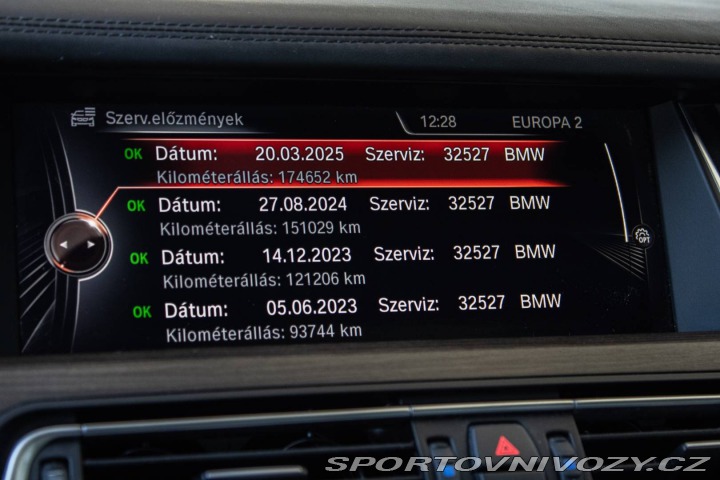 Szerv.előzmények 12:28 EUROPA 2
OK Dátum: 20.03.2025 Szerviz: 32527 BMW
Kilométerállás: 174652 km
OK Dátum: 27.08.2024 Szerviz: 32527 BMW
Kilométerállás: 151029 km
OK Dátum: 14.12.2023 Szerviz: 32527 BMW
Kilométerállás: 121206 km
OK Dátum: 05.06.2023 Szerviz: 32527 BMW
Kilométerállás: 93744 km
OPT
SPORTOVNIVOZY.CZ